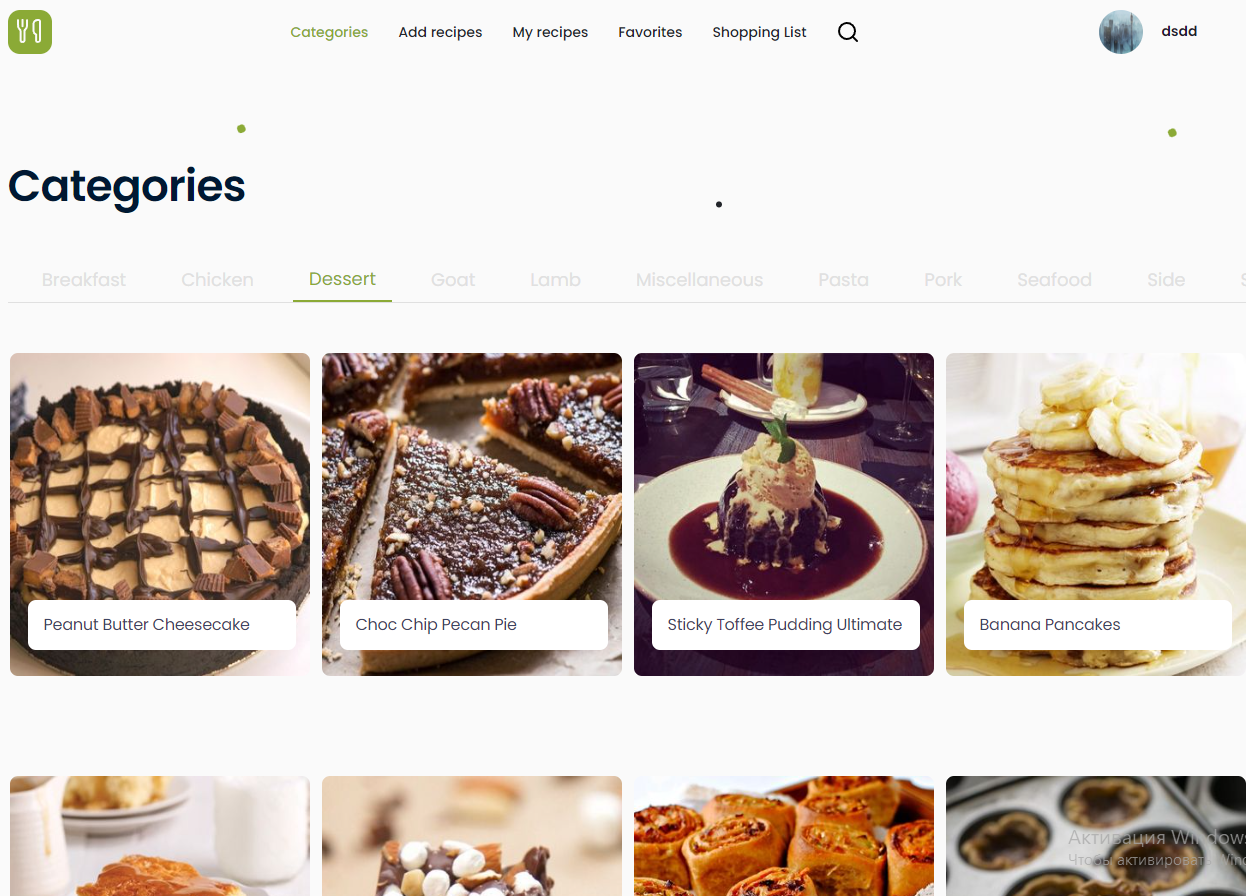 Categories Add recipes My recipes Favorites Shopping List dsdd
Categories
Breakfast Chicken Dessert Goat Lamb Miscellaneous Pasta Pork Seafood Side
Peanut Butter Cheesecake Choc Chip Pecan Pie Sticky Toffee Pudding Ultimate Banana Pancakes
Активация Windows
Чтобы активировать Wind